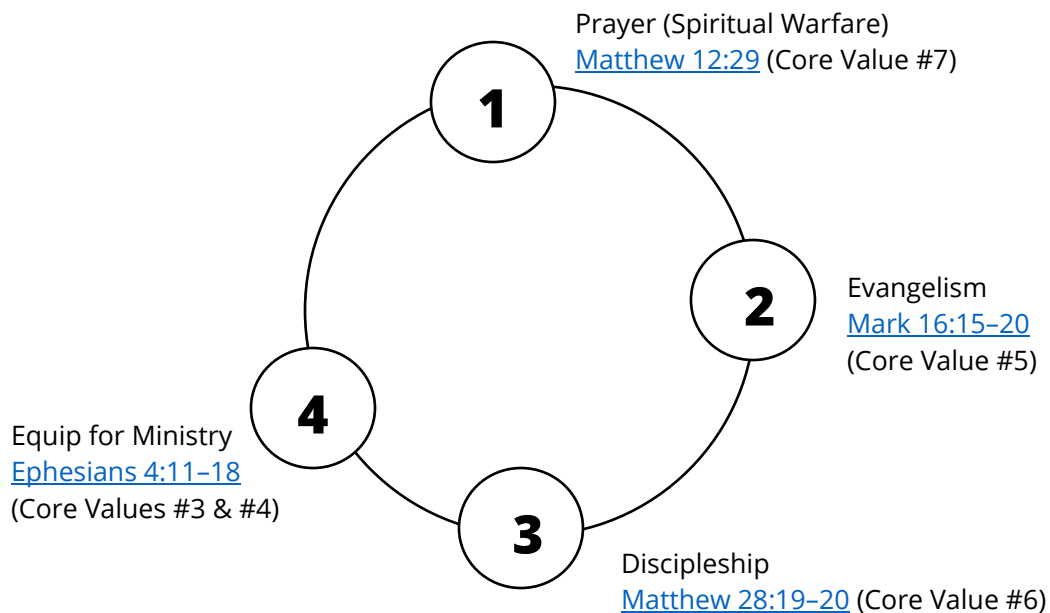 Prayer (Spiritual Warfare)
Matthew 12:29 (Core Value #7)
1
2
Evangelism
Mark 16:15–20
(Core Value #5)
4
Equip for Ministry
Ephesians 4:11–18
(Core Values #3 & #4)
3
Discipleship
Matthew 28:19–20 (Core Value #6)